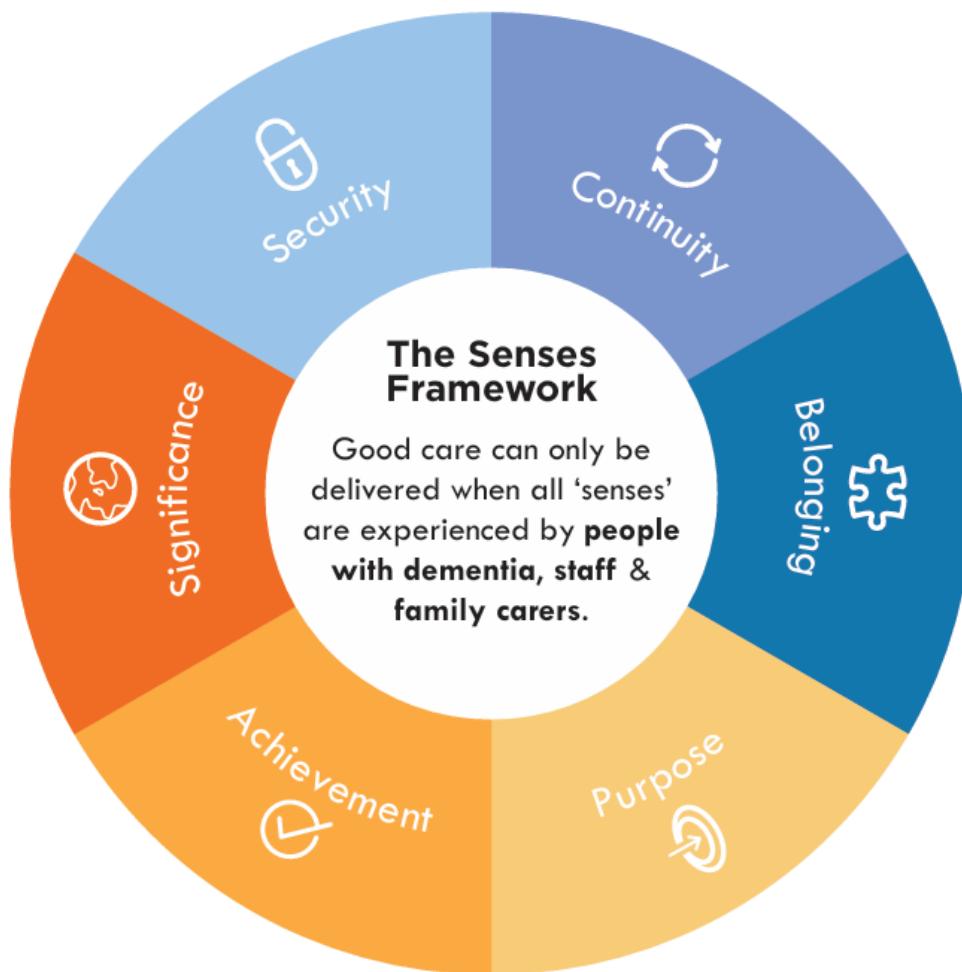 Security
Continuity
Belonging
Purpose
Achievement
Significance
The Senses
Framework
Good care can only be
delivered when all ‘senses’
are experienced by people
with dementia, staff &
family carers.